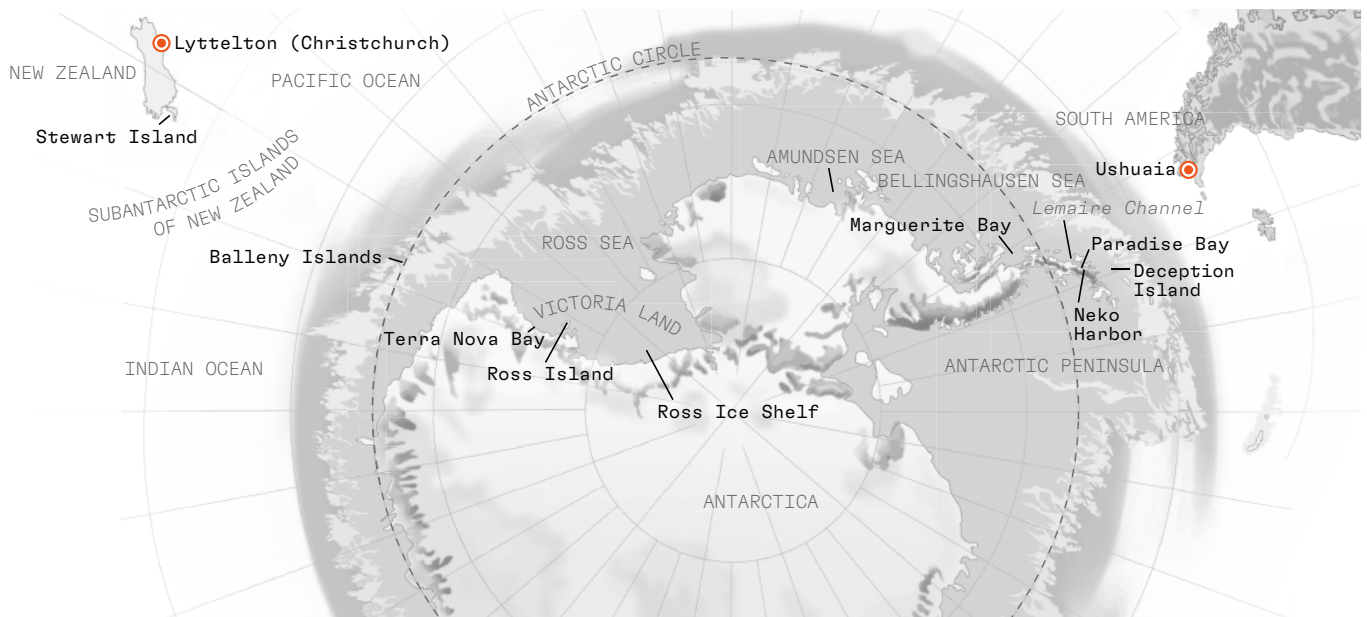 Lyttelton (Christchurch)
NEW ZEALAND
PACIFIC OCEAN
Stewart Island
SUBANTARCTIC ISLANDS
OF NEW ZEALAND
ANTARCTIC CIRCLE
SOUTH AMERICA
Ushuaia
AMUNDSEN SEA
BELLINGSHAUSEN SEA
Lemaire Channel
Marguerite Bay
Paradise Bay
Deception
Island
Neko
Harbor
Balleny Islands
ROSS SEA
VICTORIA LAND
Terra Nova Bay
Ross Island
Ross Ice Shelf
INDIAN OCEAN
ANTARCTIC PENINSULA
ANTARCTICA